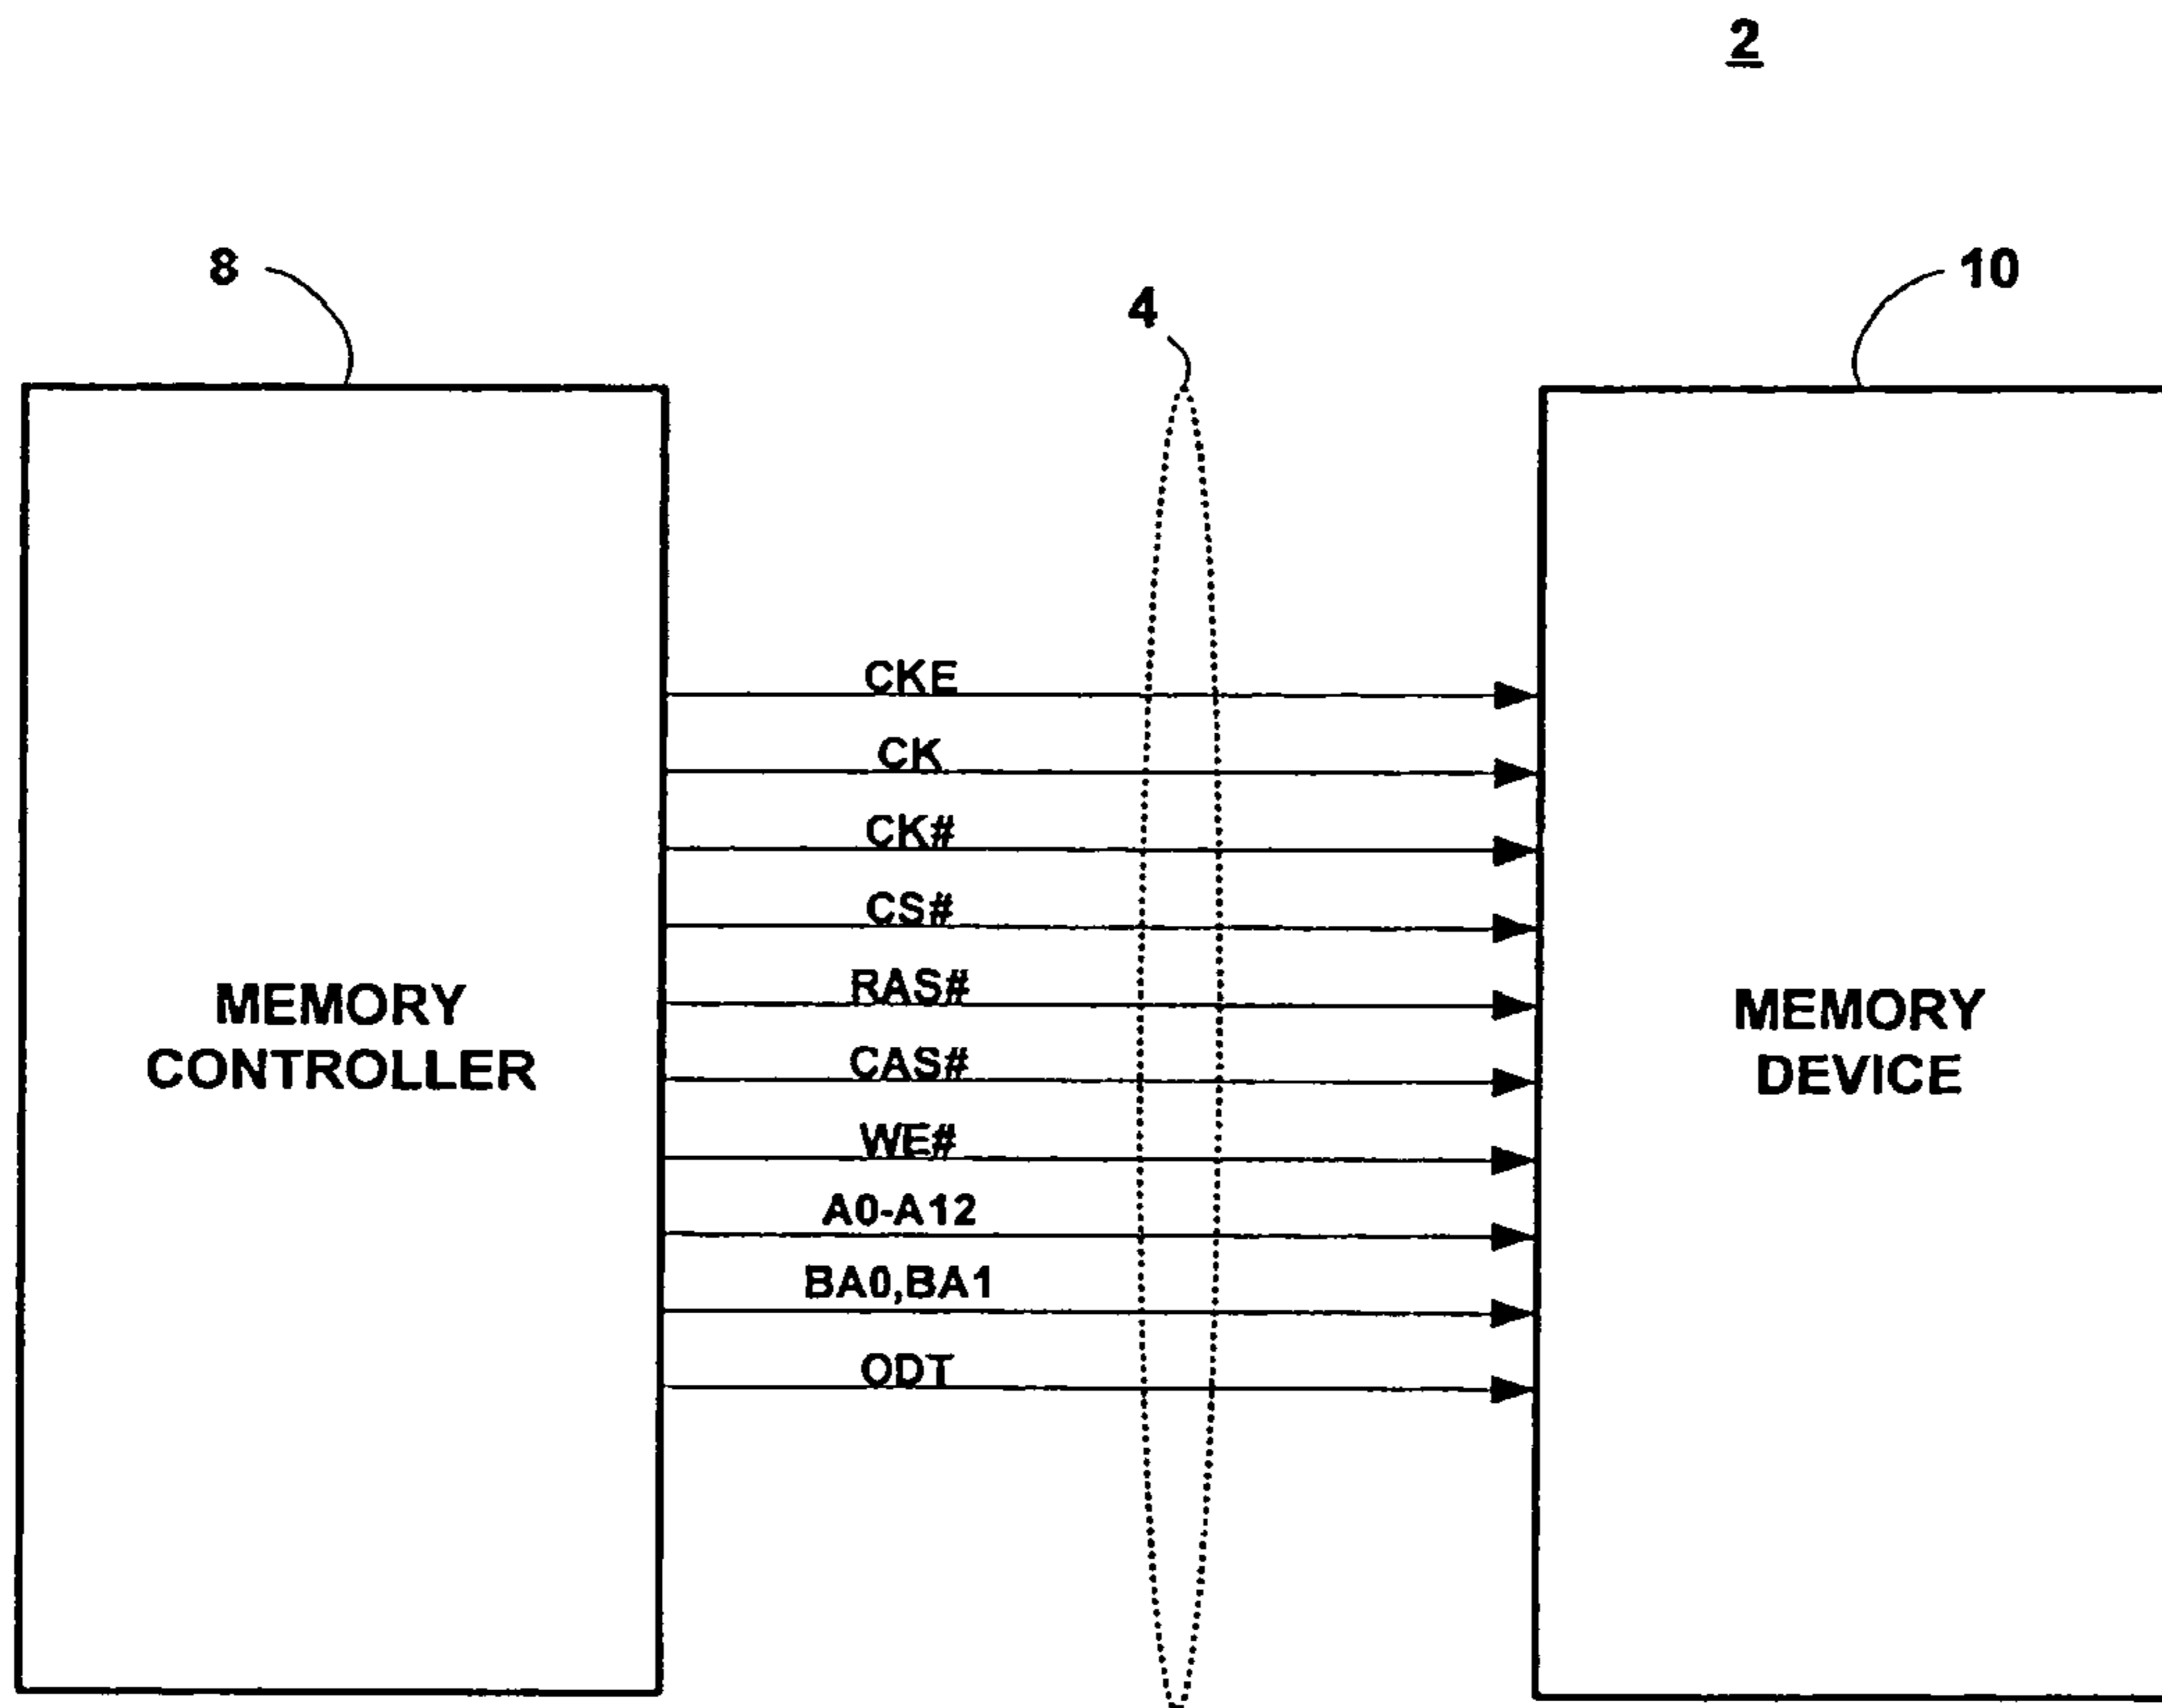 2
8
4
10
CKE
CK
CK#
CS#
RAS#
CAS#
WE#
A0-A12
BA0,BA1
ODT
MEMORY
CONTROLLER
MEMORY
DEVICE